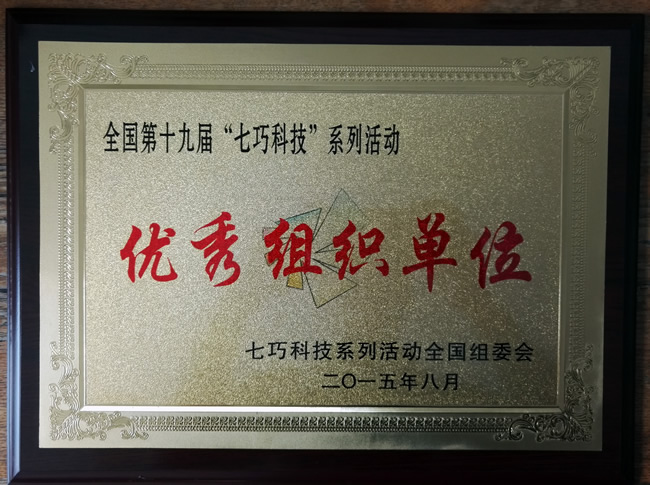 全国第十九届“七巧科技”系列活动
优秀组织单位
七巧科技系列活动全国组委会
二〇一五年八月